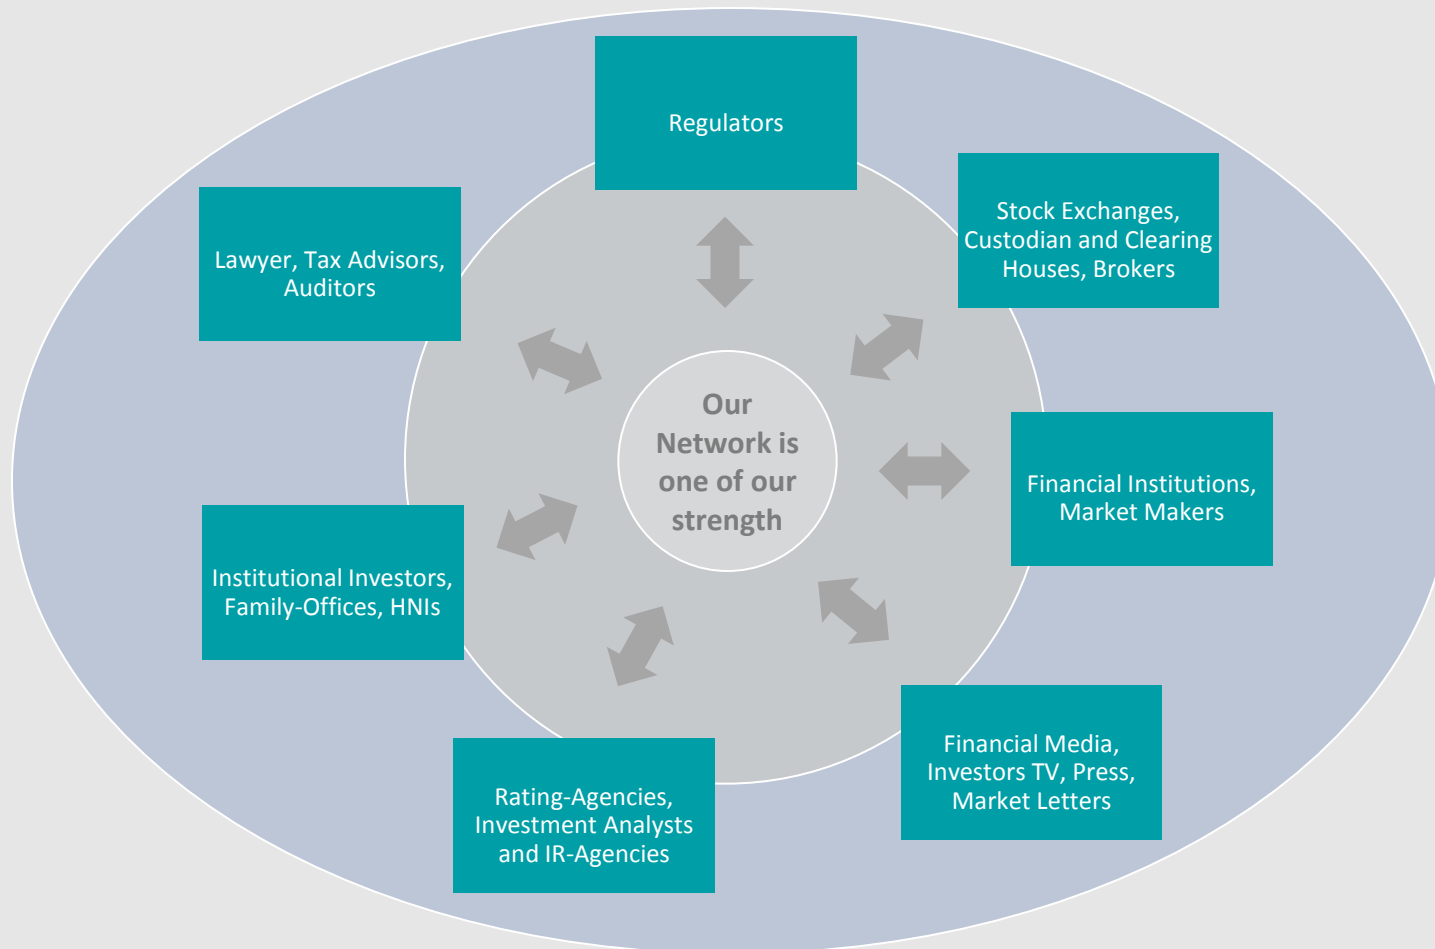 Regulators
Stock Exchanges,
Custodian and Clearing
Houses, Brokers
Lawyer, Tax Advisors,
Auditors
Our
Network is
one of our
strength
Financial Institutions,
Market Makers
Institutional Investors,
Family-Offices, HNIs
Financial Media,
Investors TV, Press,
Market Letters
Rating-Agencies,
Investment Analysts
and IR-Agencies